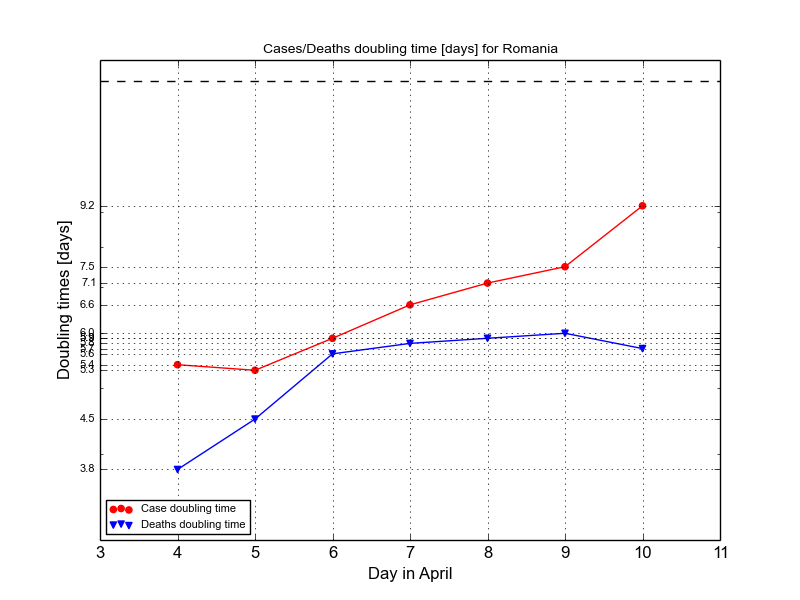 Cases/Deaths doubling time [days] for Romania
Doubling times [days]
9.2
7.5
7.1
6.6
6.0
5.6
5.4
5.3
4.5
3.8
Case doubling time
Deaths doubling time
3 4 5 6 7 8 9 10 11
Day in April